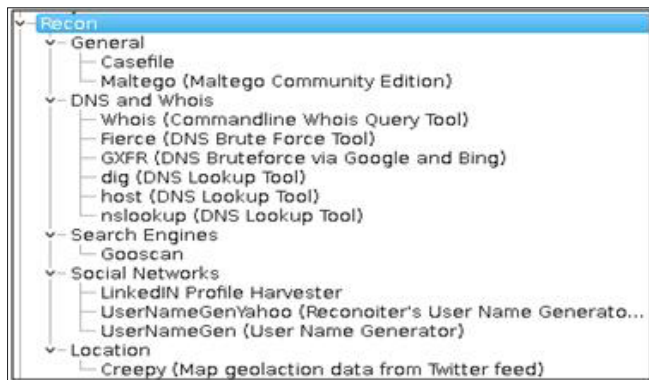 Recon
General
Casefile
Maltego (Maltego Community Edition)
DNS and Whois
Whois (Commandline Whois Query Tool)
Fierce (DNS Brute Force Tool)
GXFR (DNS Bruteforce via Google and Bing)
dig (DNS Lookup Tool)
host (DNS Lookup Tool)
nslookup (DNS Lookup Tool)
Search Engines
Gooscan
Social Networks
LinkedIN Profile Harvester
UserNameGenYahoo (Reconoiter's User Name Generato...
UserNameGen (User Name Generator)
Location
Creepy (Map geolaction data from Twitter feed)